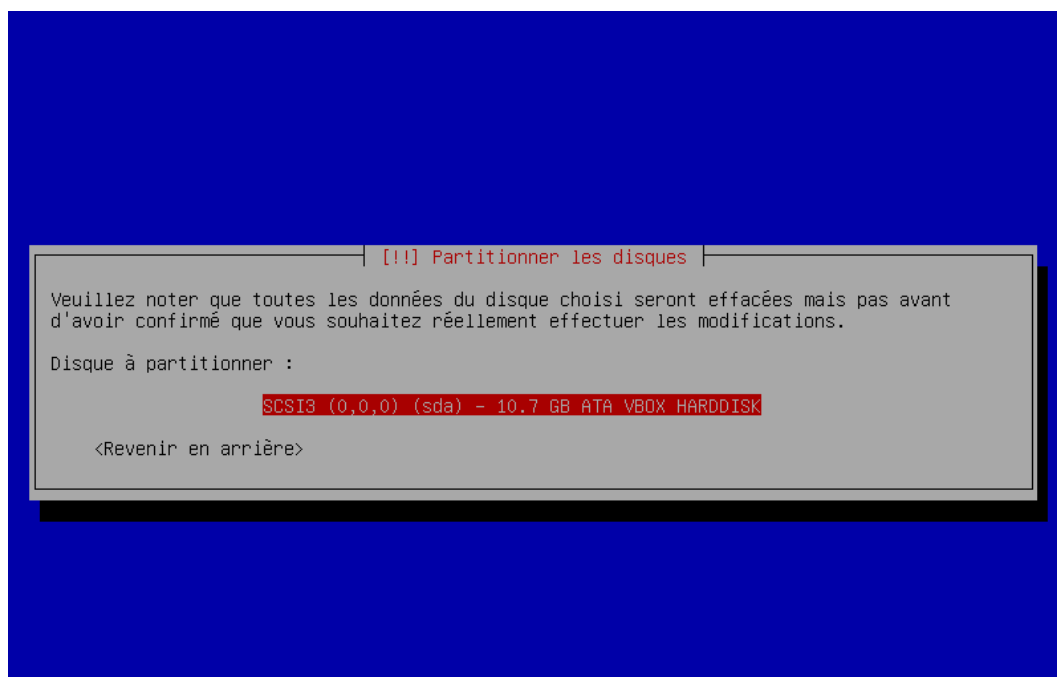 [!!] Partitionner les disques
Veuillez noter que toutes les données du disque choisi seront effacées mais pas avant
d'avoir confirmé que vous souhaitez réellement effectuer les modifications.
Disque à partitionner :
SCSI3 (0,0,0) (sda) – 10.7 GB ATA VBOX HARDDISK
<Revenir en arrière>